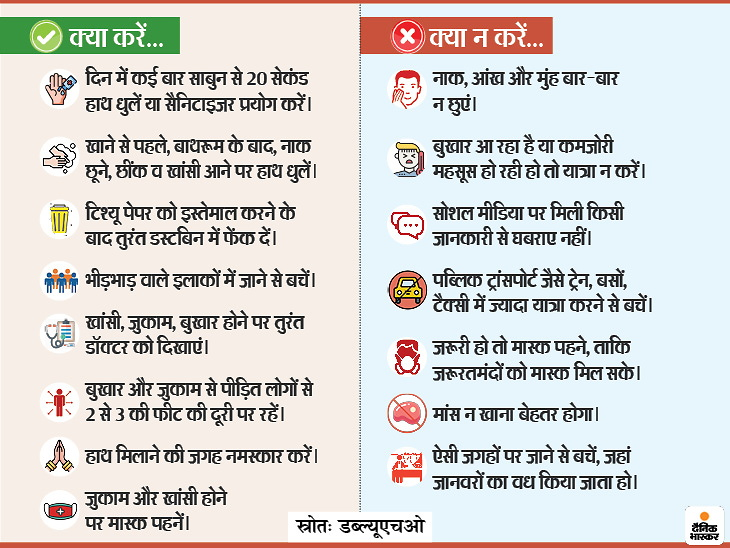 क्या करें...
दिन में कई बार साबुन से 20 सेकंड
हाथ धुलें या सैनिटाइजर प्रयोग करें।
खाने से पहले, बाथरूम के बाद, नाक
छूने, छींक व खांसी आने पर हाथ धुलें।
टिश्यू पेपर को इस्तेमाल करने के
बाद तुरंत डस्टबिन में फेंक दें।
भीड़भाड़ वाले इलाकों में जाने से बचें।
खांसी, जुकाम, बुखार होने पर तुरंत
डॉक्टर को दिखाएं।
बुखार और जुकाम से पीड़ित लोगों से
2 से 3 की फीट की दूरी पर रहें।
हाथ मिलाने की जगह नमस्कार करें।
जुकाम और खांसी होने
पर मास्क पहनें।
क्या न करें...
नाक, आंख और मुंह बार-बार
न छुएं।
बुखार आ रहा है या कमजोरी
महसूस हो रही हो तो यात्रा न करें।
सोशल मीडिया पर मिली किसी
जानकारी से घबराए नहीं।
पब्लिक ट्रांसपोर्ट जैसे ट्रेन, बसों,
टैक्सी में ज्यादा यात्रा करने से बचें।
जरूरी हो तो मास्क पहने, ताकि
जरूरतमंदों को मास्क मिल सके।
मांस न खाना बेहतर होगा।
ऐसी जगहों पर जाने से बचें, जहां
जानवरों का वध किया जाता हो।
स्रोतः डब्ल्यूएचओ
दैनिक
भास्कर